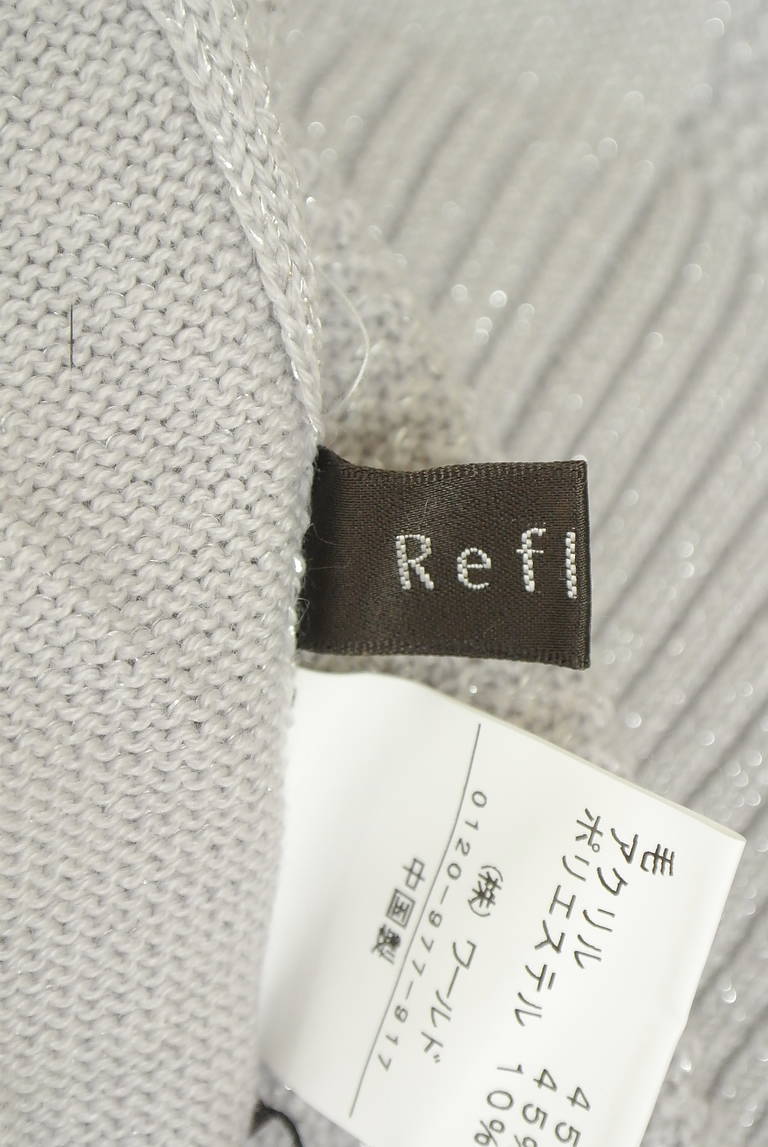 Refl
毛 45
アクリル 45%
ポリエステル 10%
(株) ワールド
0120-977-917
中国製